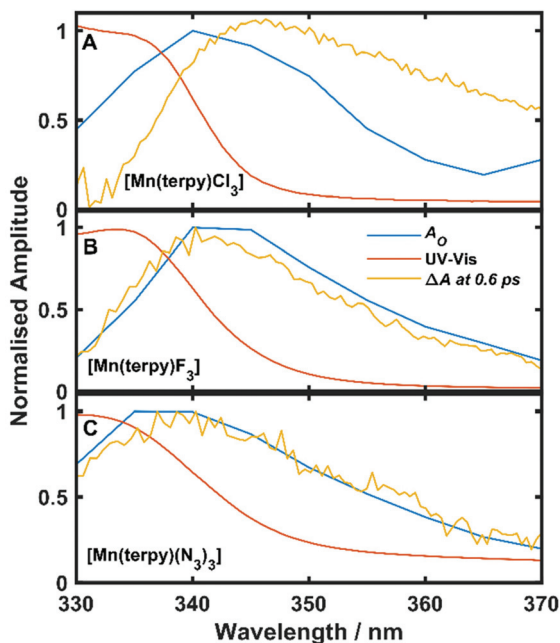 A
1
0.5
[Mn(terpy)Cl3]
0
B
1
A_O
UV-Vis
ΔA at 0.6 ps
0.5
[Mn(terpy)F3]
0
C
1
0.5
[Mn(terpy)(N3)3]
0
330 340 350 360 370
Wavelength / nm
Normalised Amplitude